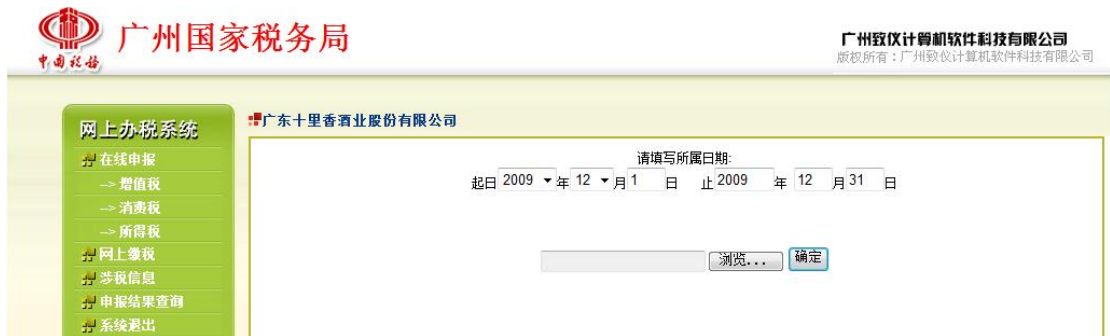 广州国家税务局
中国税务
广州致仪计算机软件科技有限公司
版权所有：广州致仪计算机软件科技有限公司
网上办税系统
在线申报
--> 增值税
--> 消费税
--> 所得税
网上缴税
涉税信息
申报结果查询
系统退出
广东十里香酒业股份有限公司
请填写所属日期:
起日 2009 年 12 月 1 日 止 2009 年 12 月 31 日
浏览... 确定